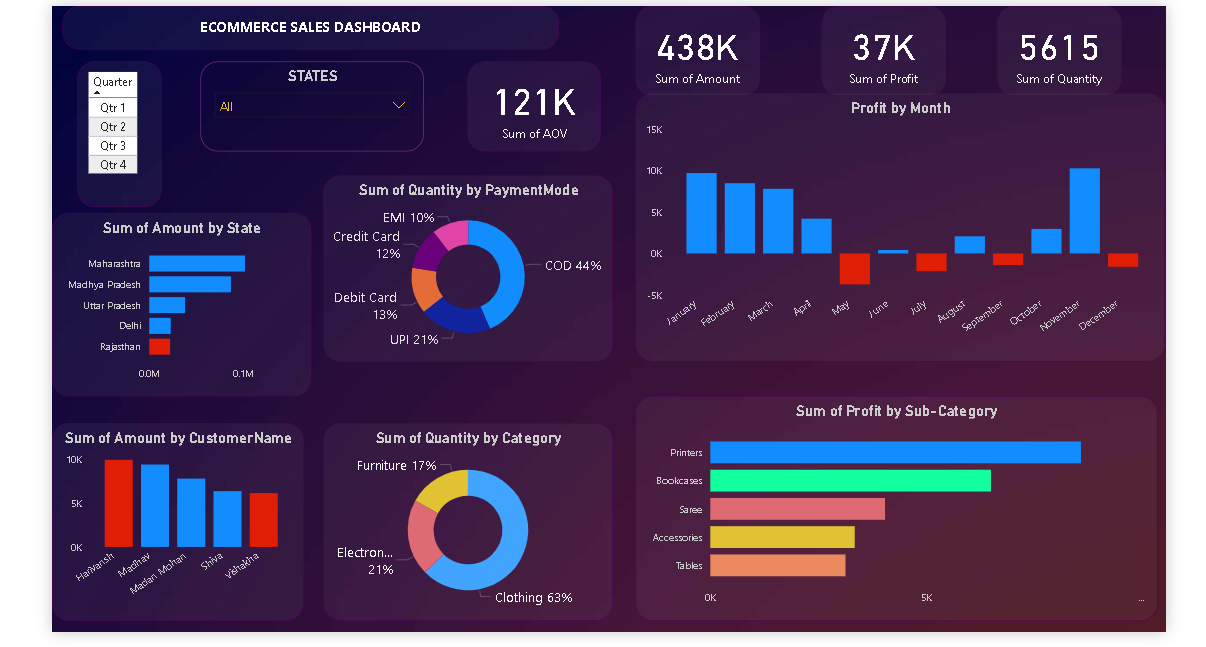 ECOMMERCE SALES DASHBOARD
438K
Sum of Amount
37K
Sum of Profit
5615
Sum of Quantity
Quarter
Qtr 1
Qtr 2
Qtr 3
Qtr 4
STATES
All
121K
Sum of AOV
Profit by Month
15K
10K
5K
0K
-5K
January
February
March
April
May
June
July
August
September
October
November
December
Sum of Quantity by PaymentMode
EMI 10%
Credit Card
12%
COD 44%
Debit Card
13%
UPI 21%
Sum of Amount by State
Maharashtra
Madhya Pradesh
Uttar Pradesh
Delhi
Rajasthan
0.0M
0.1M
Sum of Amount by CustomerName
10K
5K
0K
Harivansh
Madhav
Madan Mohan
Shiva
Vishakha
Sum of Quantity by Category
Furniture 17%
Electron...
21%
Clothing 63%
Sum of Profit by Sub-Category
Printers
Bookcases
Saree
Accessories
Tables
0K
5K
...